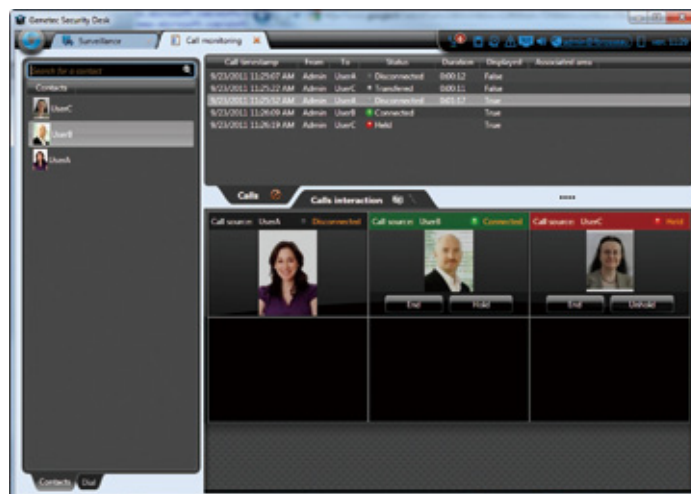 Genetec Security Desk
Surveillance
Call monitoring
Search for a contact
Contacts
UserC
UserB
UserA
Contacts Dial
Call timestamp From To Status Duration Displayed Associated area
9/23/2011 11:25:07 AM Admin UserA Disconnected 0:00:12 False
9/23/2011 11:25:22 AM Admin UserC Transferred 0:00:11 False
9/23/2011 11:25:52 AM Admin UserA Disconnected 0:01:17 True
9/23/2011 11:26:09 AM Admin UserB Connected True
9/23/2011 11:26:19 AM Admin UserC Held True
Calls
Calls interaction
Call source: UserA Disconnected
Call source: UserB Connected
Call source: UserC Held
End Hold
End Unhold